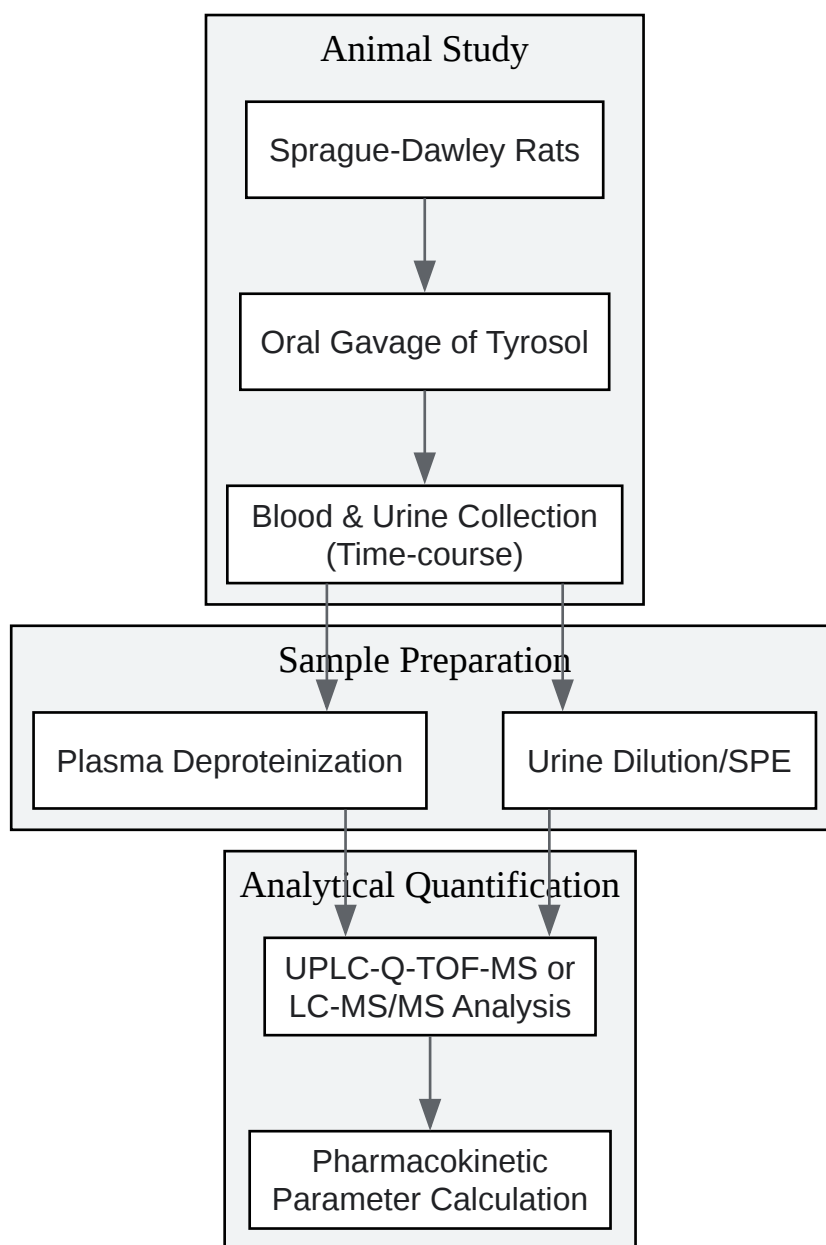 Animal Study
Sprague-Dawley Rats
Oral Gavage of Tyrosol
Blood & Urine Collection
(Time-course)
Sample Preparation
Plasma Deproteinization
Urine Dilution/SPE
Analytical Quantification
UPLC-Q-TOF-MS or
LC-MS/MS Analysis
Pharmacokinetic
Parameter Calculation